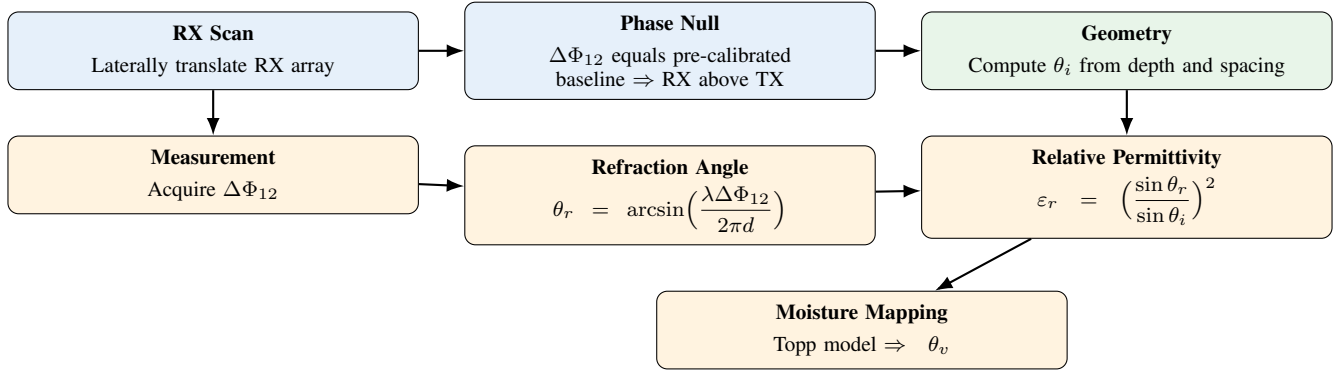 RX Scan
Laterally translate RX array
Phase Null
ΔΦ₁₂ equals pre-calibrated
baseline ⇒ RX above TX
Geometry
Compute θᵢ from depth and spacing
Measurement
Acquire ΔΦ₁₂
Refraction Angle
θᵣ = arcsin(λΔΦ₁₂ / 2πd)
Relative Permittivity
εᵣ = (sin θᵣ / sin θᵢ)²
Moisture Mapping
Topp model ⇒ θᵥ